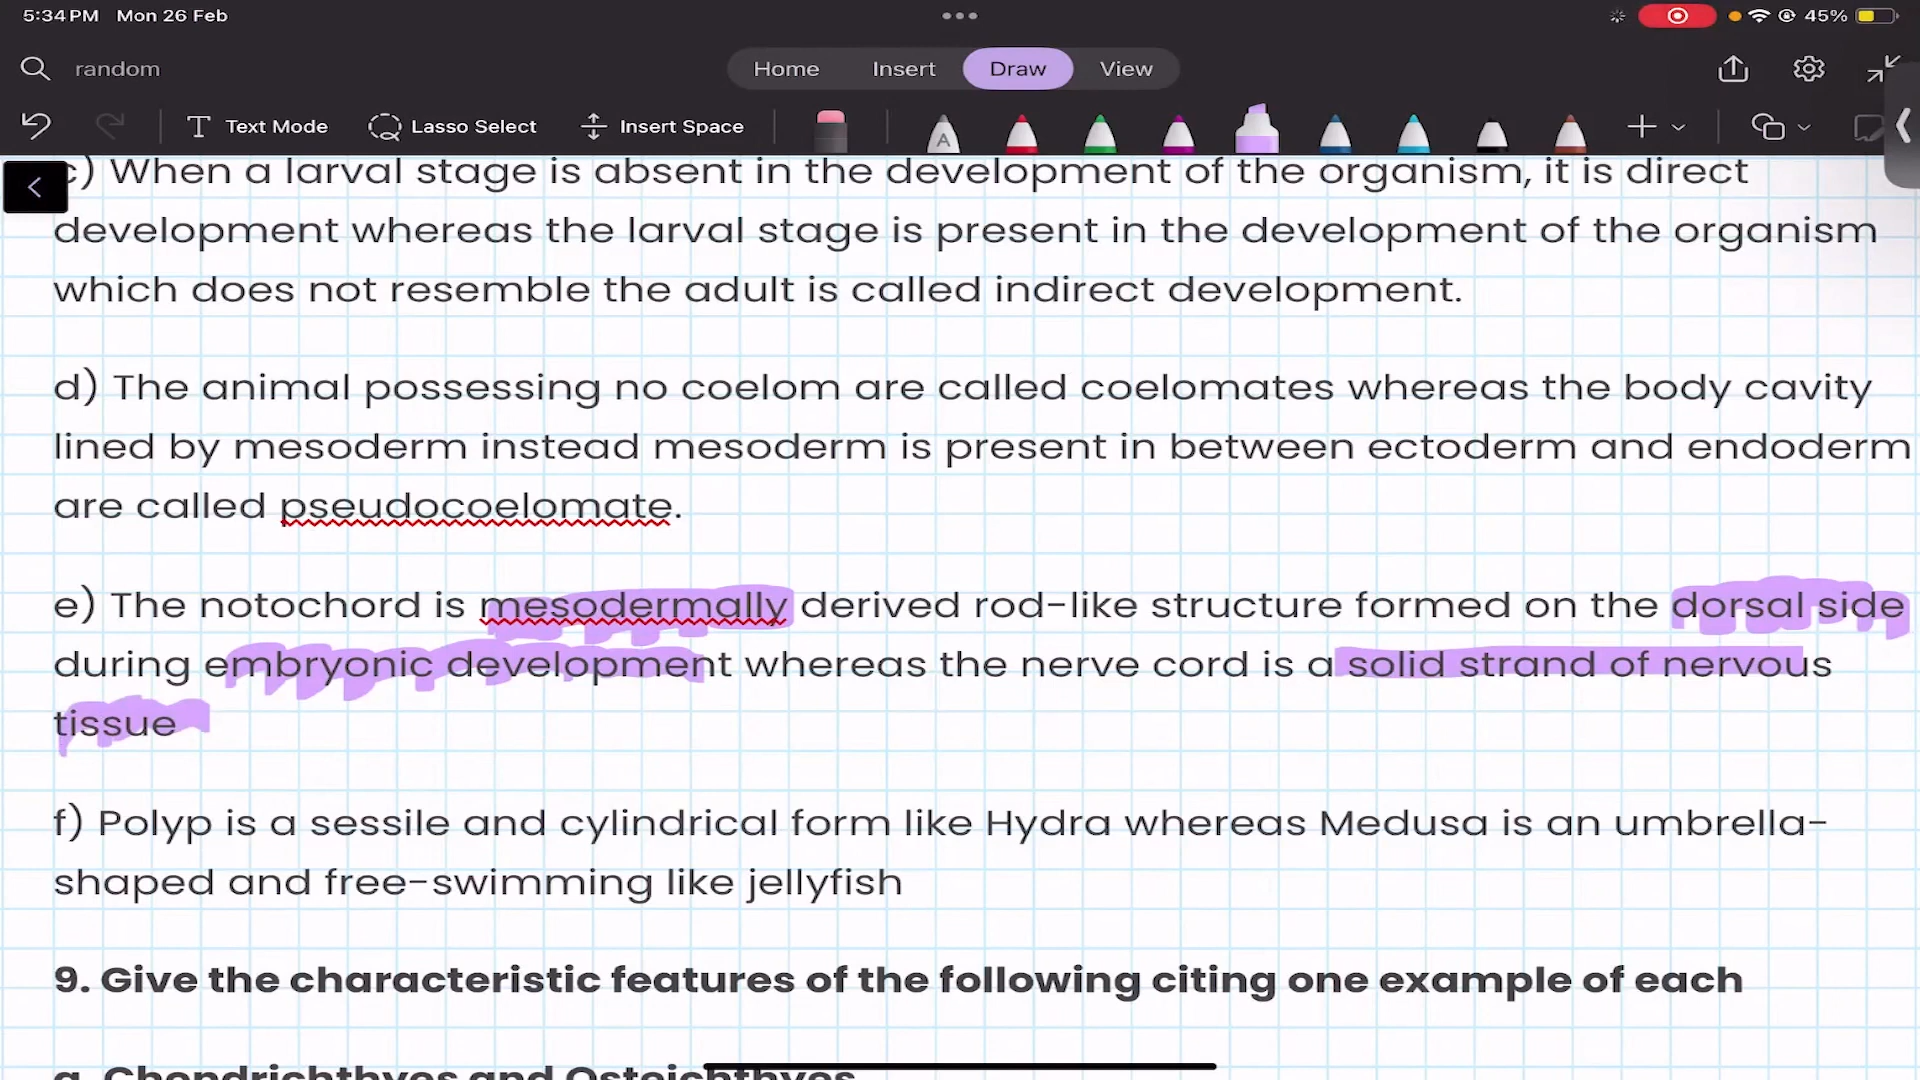 5:34 PM Mon 26 Feb
45%
random
Home Insert Draw View
Text Mode Lasso Select Insert Space
A
c) When a larval stage is absent in the development of the organism, it is direct
development whereas the larval stage is present in the development of the organism
which does not resemble the adult is called indirect development.
d) The animal possessing no coelom are called coelomates whereas the body cavity
lined by mesoderm instead mesoderm is present in between ectoderm and endoderm
are called pseudocoelomate.
e) The notochord is mesodermally derived rod-like structure formed on the dorsal side
during embryonic development whereas the nerve cord is a solid strand of nervous
tissue
f) Polyp is a sessile and cylindrical form like Hydra whereas Medusa is an umbrella-
shaped and free-swimming like jellyfish
9. Give the characteristic features of the following citing one example of each
a. Chondrichthyes and Osteichthyes